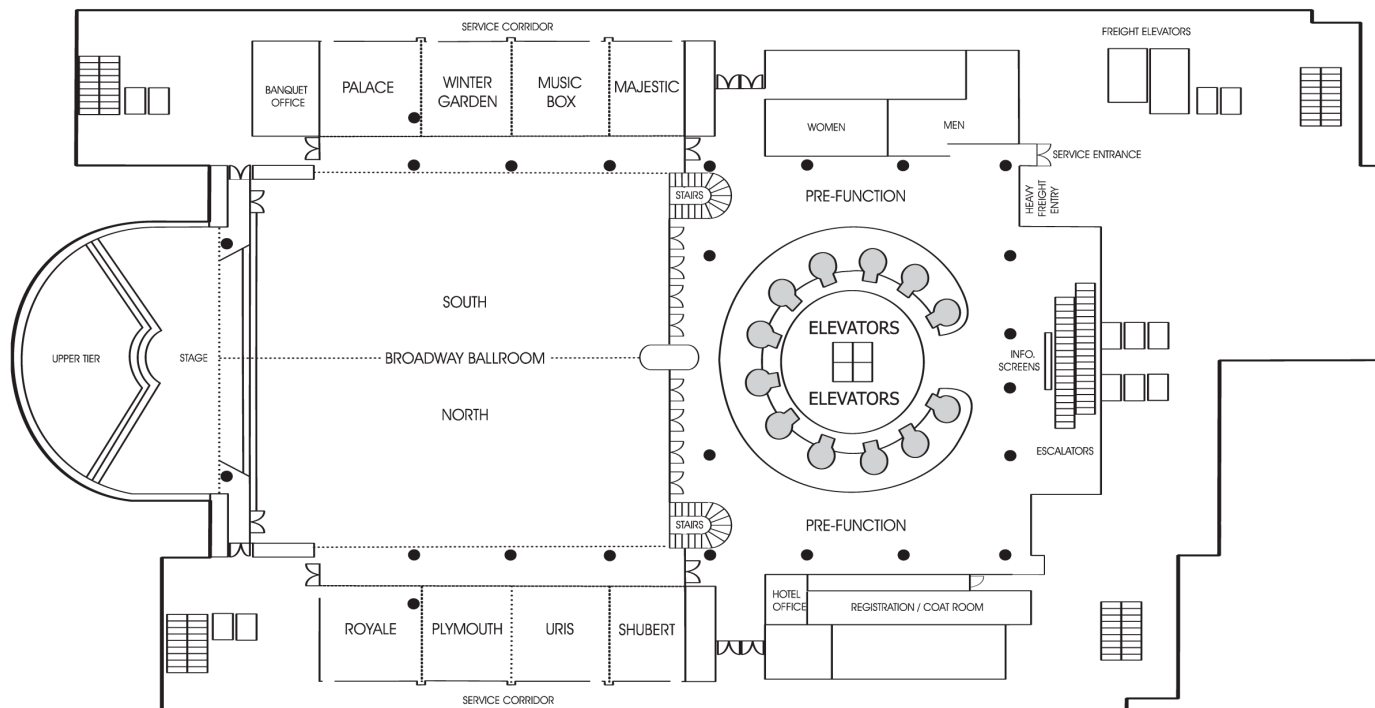 SERVICE CORRIDOR
FREIGHT ELEVATORS
BANQUET
OFFICE
PALACE
WINTER
GARDEN
MUSIC
BOX
MAJESTIC
WOMEN
MEN
SERVICE ENTRANCE
STAIRS
PRE-FUNCTION
HEAVY
FREIGHT
ENTRY
SOUTH
ELEVATORS
UPPER TIER
STAGE
BROADWAY BALLROOM
INFO.
SCREENS
ELEVATORS
NORTH
ESCALATORS
STAIRS
PRE-FUNCTION
HOTEL
OFFICE
REGISTRATION / COAT ROOM
ROYALE
PLYMOUTH
URIS
SHUBERT
SERVICE CORRIDOR